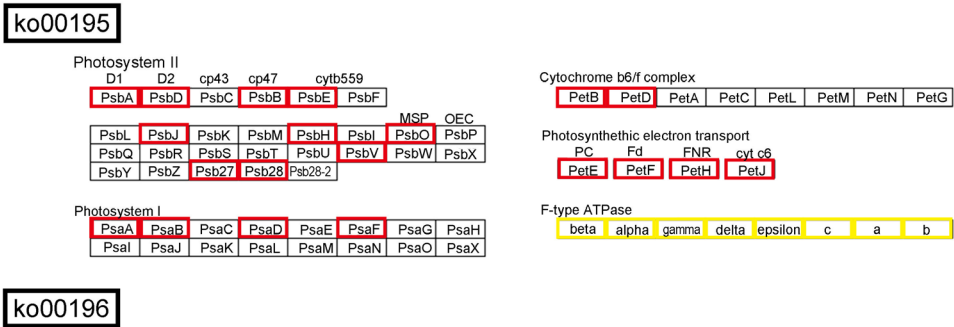 ko00195
Photosystem II
D1 D2 cp43 cp47 cytb559
PsbA PsbD PsbC PsbB PsbE PsbF
MSP OEC
PsbL PsbJ PsbK PsbM PsbH PsbI PsbO PsbP
PsbQ PsbR PsbS PsbT PsbU PsbV PsbW PsbX
PsbY PsbZ Psb27 Psb28 Psb28-2
Photosystem I
PsaA PsaB PsaC PsaD PsaE PsaF PsaG PsaH
PsaI PsaJ PsaK PsaL PsaM PsaN PsaO PsaX
Cytochrome b6/f complex
PetB PetD PetA PetC PetL PetM PetN PetG
Photosynthethic electron transport
PC Fd FNR cyt c6
PetE PetF PetH PetJ
F-type ATPase
beta alpha gamma delta epsilon c a b
ko00196